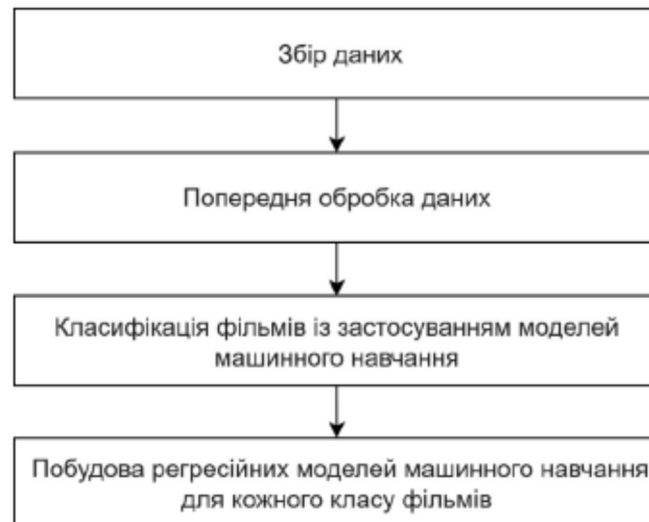 Збір даних
Попередня обробка даних
Класифікація фільмів із застосуванням моделей
машинного навчання
Побудова регресійних моделей машинного навчання
для кожного класу фільмів